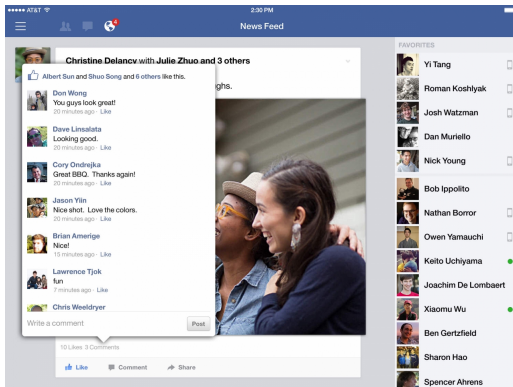 AT&T
2:30 PM
4
News Feed
Christine Delancy with Julie Zhuo and 3 others
ghs.
Albert Sun and Shuo Song and 6 others like this.
Don Wong
You guys look great!
20 minutes ago · Like
Dave Linsalata
Looking good.
20 minutes ago · Like
Cory Ondrejka
Great BBQ. Thanks again!
20 minutes ago · Like
Jason Yiin
Nice shot. Love the colors.
20 minutes ago · Like
Brian Amerige
Nice!
15 minutes ago · Like
Lawrence Tjok
fun
7 minutes ago · Like
Chris Weeldryer
Write a comment
Post
10 Likes 3 Comments
Like
Comment
Share
FAVORITES
Yi Tang
Roman Koshlyak
Josh Watzman
Dan Muriello
Nick Young
Bob Ippolito
Nathan Borror
Owen Yamauchi
Keito Uchiyama
Joachim De Lombaert
Xiaomu Wu
Ben Gertzfield
Sharon Hao
Spencer Ahrens